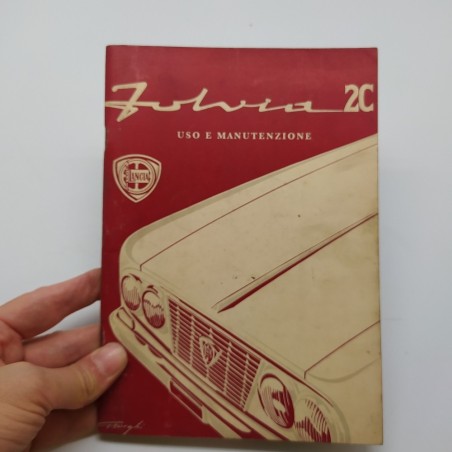 Fulvia 2C
USO E MANUTENZIONE
LANCIA